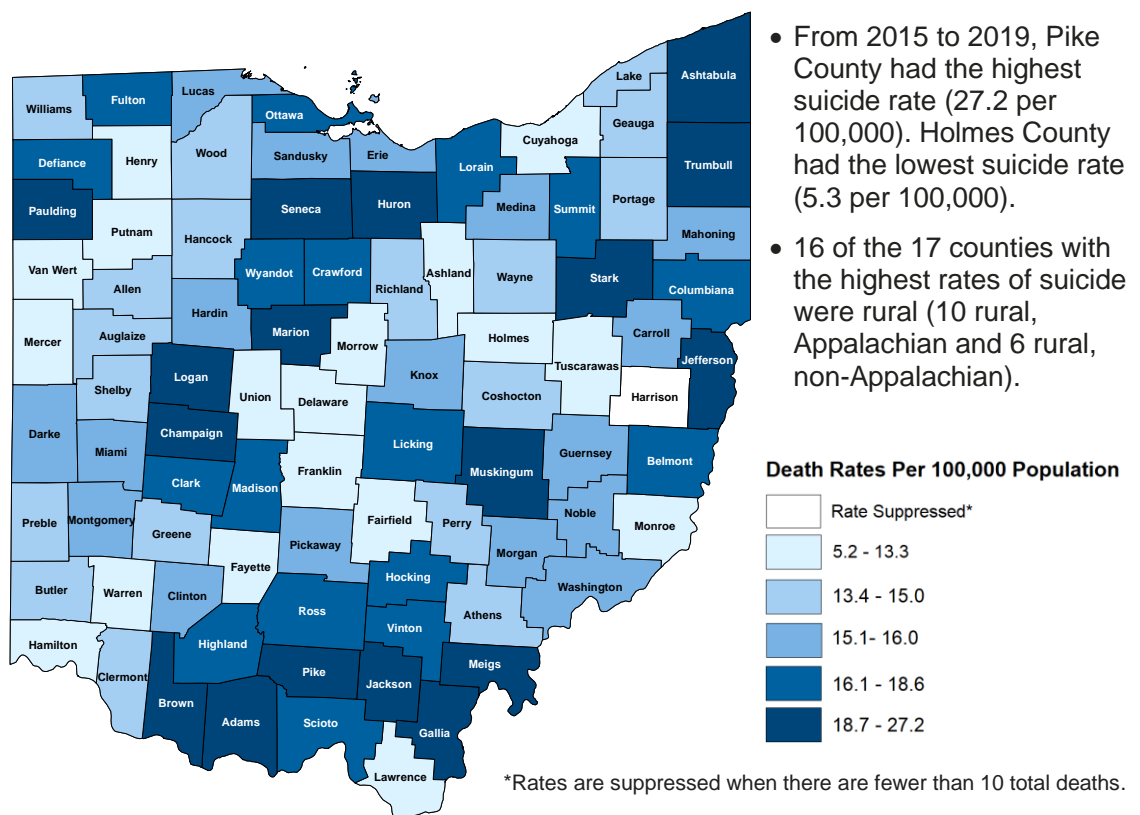 Williams
Fulton
Lucas
Ottawa
Lake
Ashtabula
Geauga
Cuyahoga
Defiance
Henry
Wood
Sandusky
Erie
Lorain
Trumbull
Paulding
Seneca
Huron
Medina
Summit
Portage
Putnam
Hancock
Mahoning
Van Wert
Wyandot
Crawford
Ashland
Wayne
Stark
Allen
Richland
Columbiana
Hardin
Mercer
Auglaize
Marion
Morrow
Holmes
Carroll
Jefferson
Tuscarawas
Logan
Knox
Shelby
Union
Delaware
Coshocton
Harrison
Darke
Champaign
Licking
Miami
Guernsey
Belmont
Franklin
Muskingum
Clark
Madison
Noble
Preble
Montgomery
Fairfield
Perry
Monroe
Greene
Pickaway
Morgan
Fayette
Washington
Hocking
Butler
Warren
Clinton
Ross
Athens
Vinton
Hamilton
Highland
Meigs
Pike
Clermont
Jackson
Brown
Adams
Scioto
Gallia
Lawrence
• From 2015 to 2019, Pike
County had the highest
suicide rate (27.2 per
100,000). Holmes County
had the lowest suicide rate
(5.3 per 100,000).
• 16 of the 17 counties with
the highest rates of suicide
were rural (10 rural,
Appalachian and 6 rural,
non-Appalachian).
Death Rates Per 100,000 Population
Rate Suppressed*
5.2 - 13.3
13.4 - 15.0
15.1- 16.0
16.1 - 18.6
18.7 - 27.2
*Rates are suppressed when there are fewer than 10 total deaths.